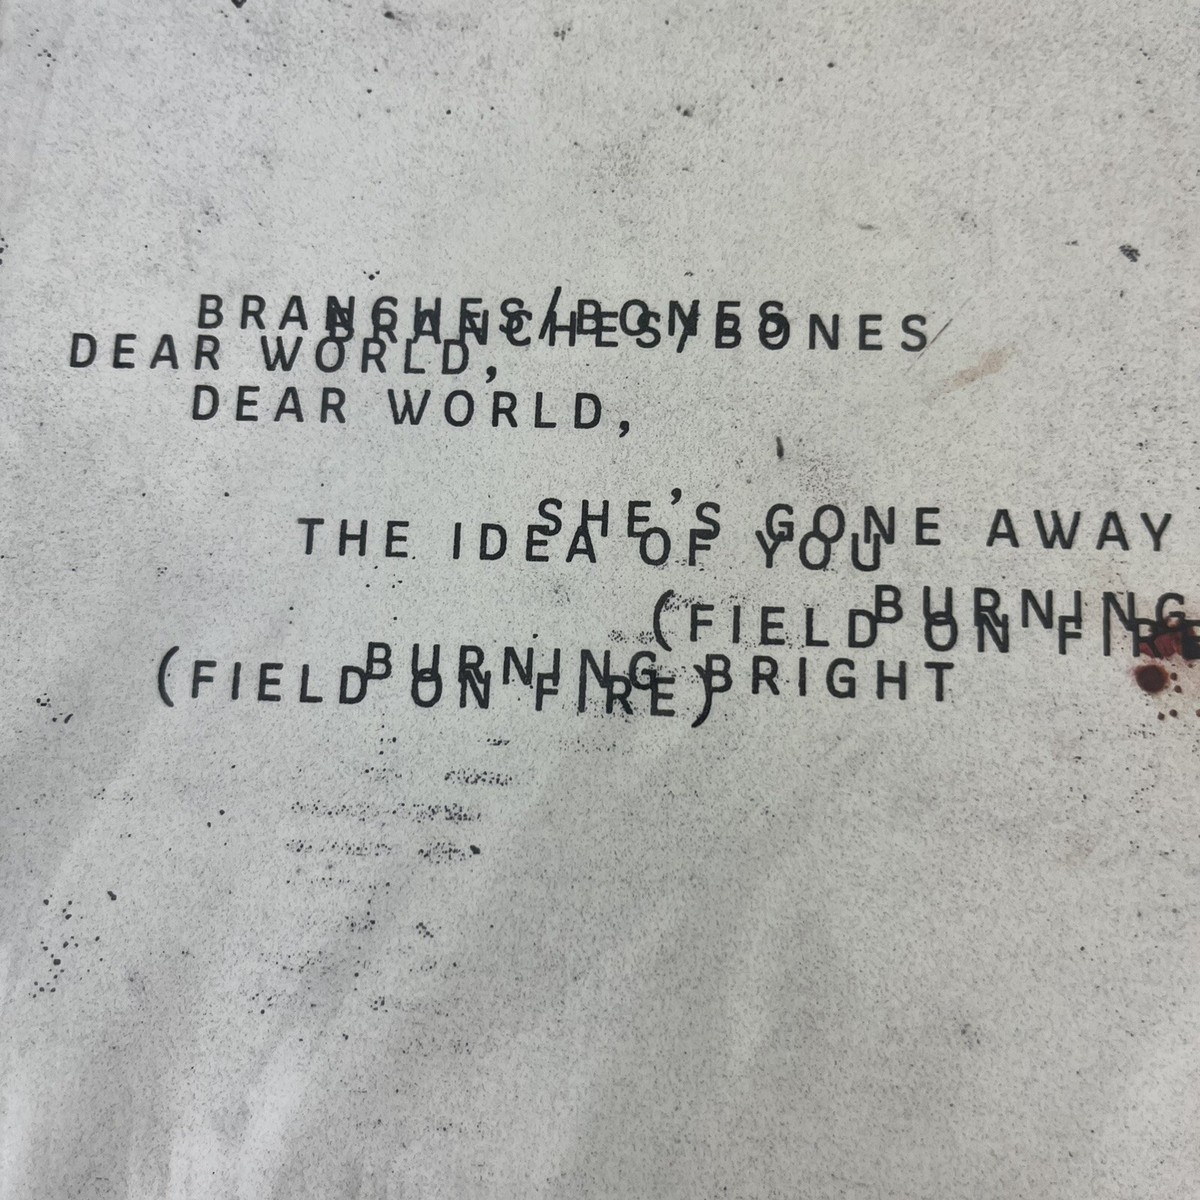 BRANCHES/BONES
BRANCHES/BONES
DEAR WORLD,
DEAR WORLD,
SHE'S GONE AWAY
THE IDEA OF YOU
BURNING
(FIELD ON FIRE
BURNING BRIGHT
(FIELD ON FIRE)